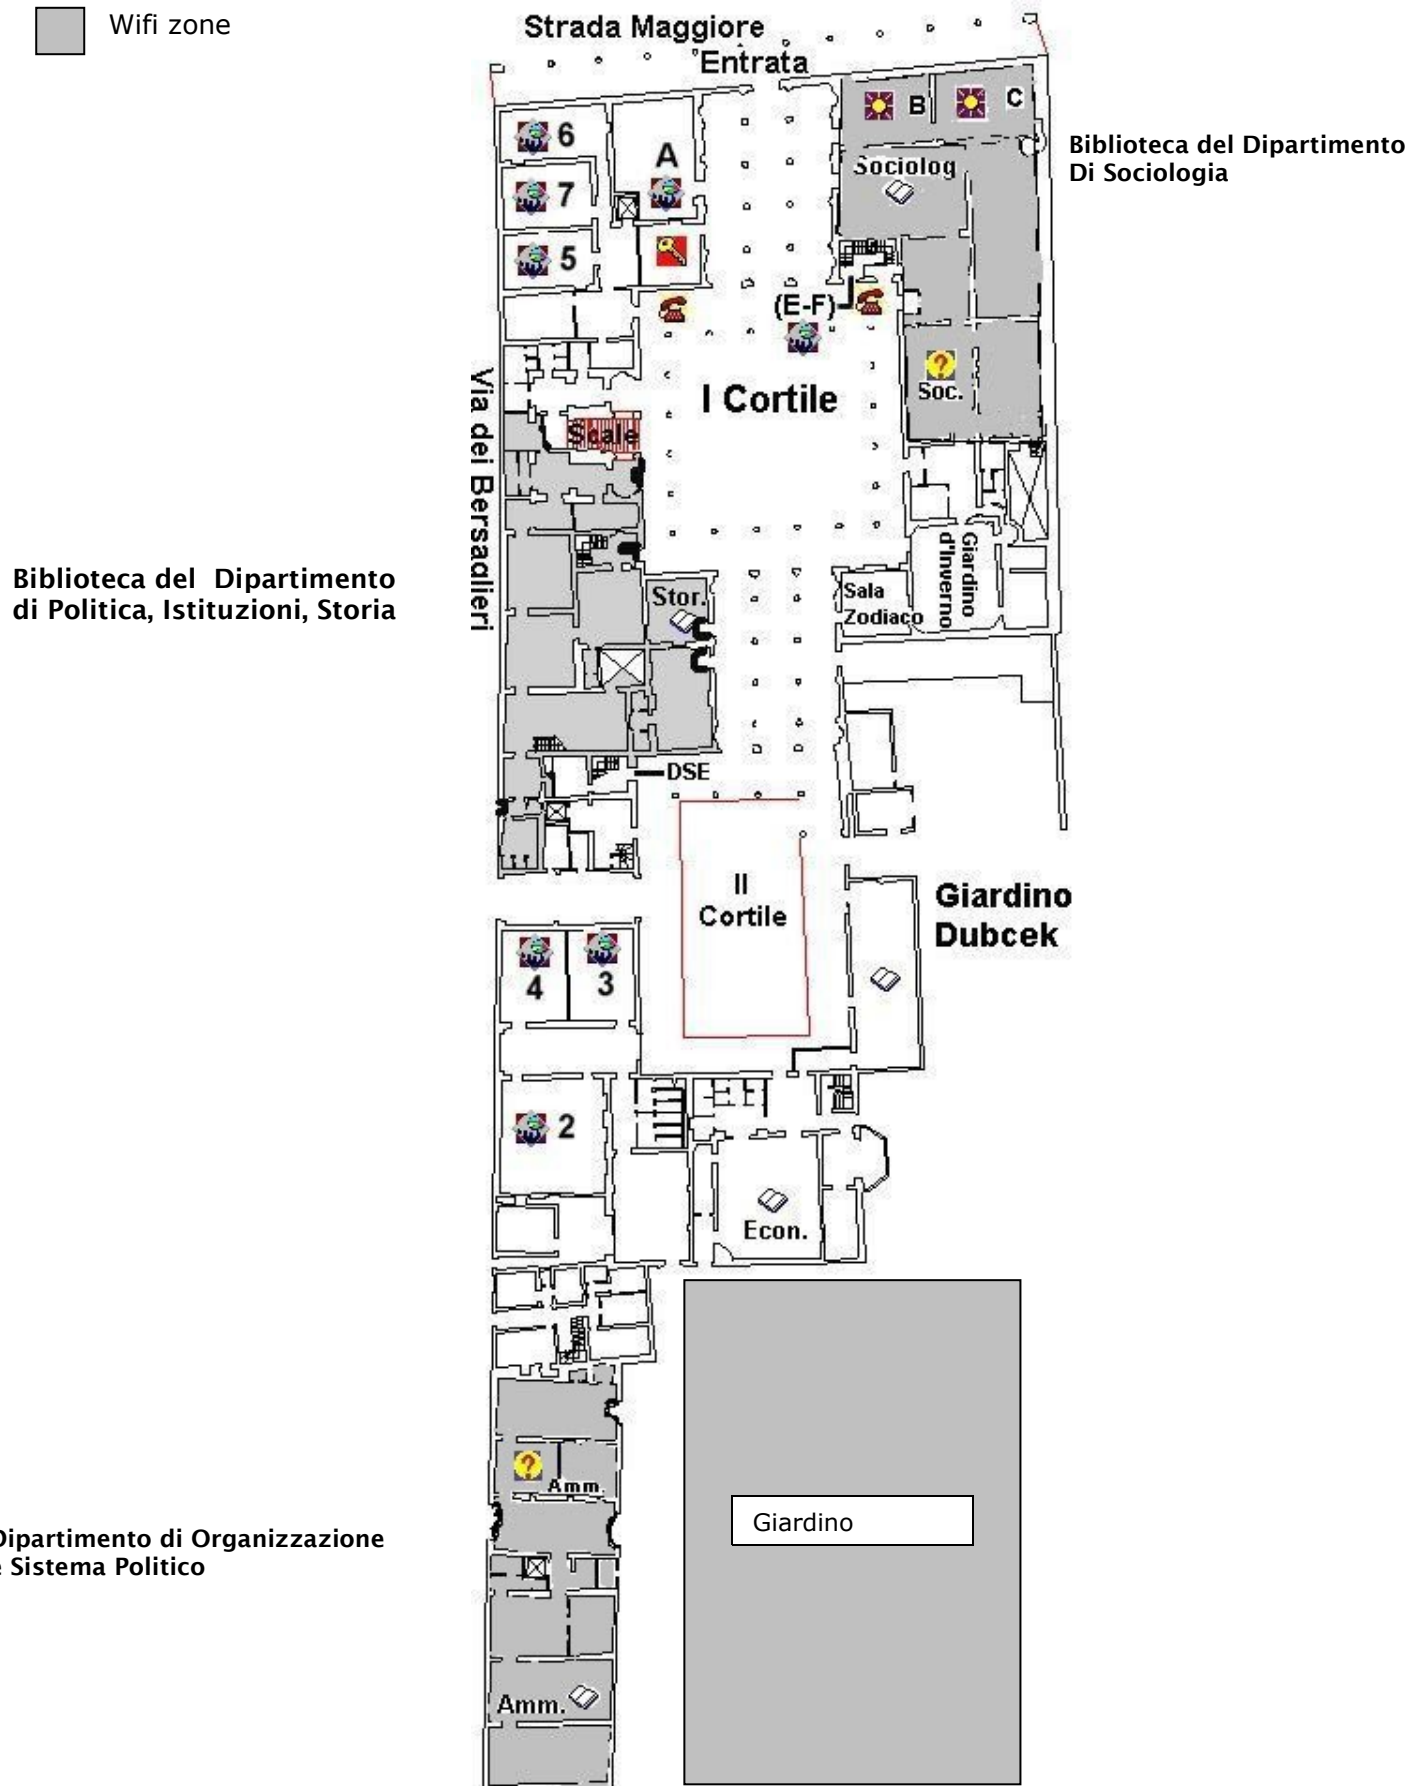 Wifi zone
Strada Maggiore
Entrata
B
C
6
A
7
5
Sociolog
Biblioteca del Dipartimento
Di Sociologia
(E-F)
Soc.
I Cortile
Scale
Via dei Bersaglieri
Biblioteca del Dipartimento
di Politica, Istituzioni, Storia
Stor.
Sala
Zodiaco
Giardino
d'Inverno
DSE
II
Cortile
Giardino
Dubcek
4
3
2
Econ.
Amm.
Giardino
Dipartimento di Organizzazione
e Sistema Politico
Amm.